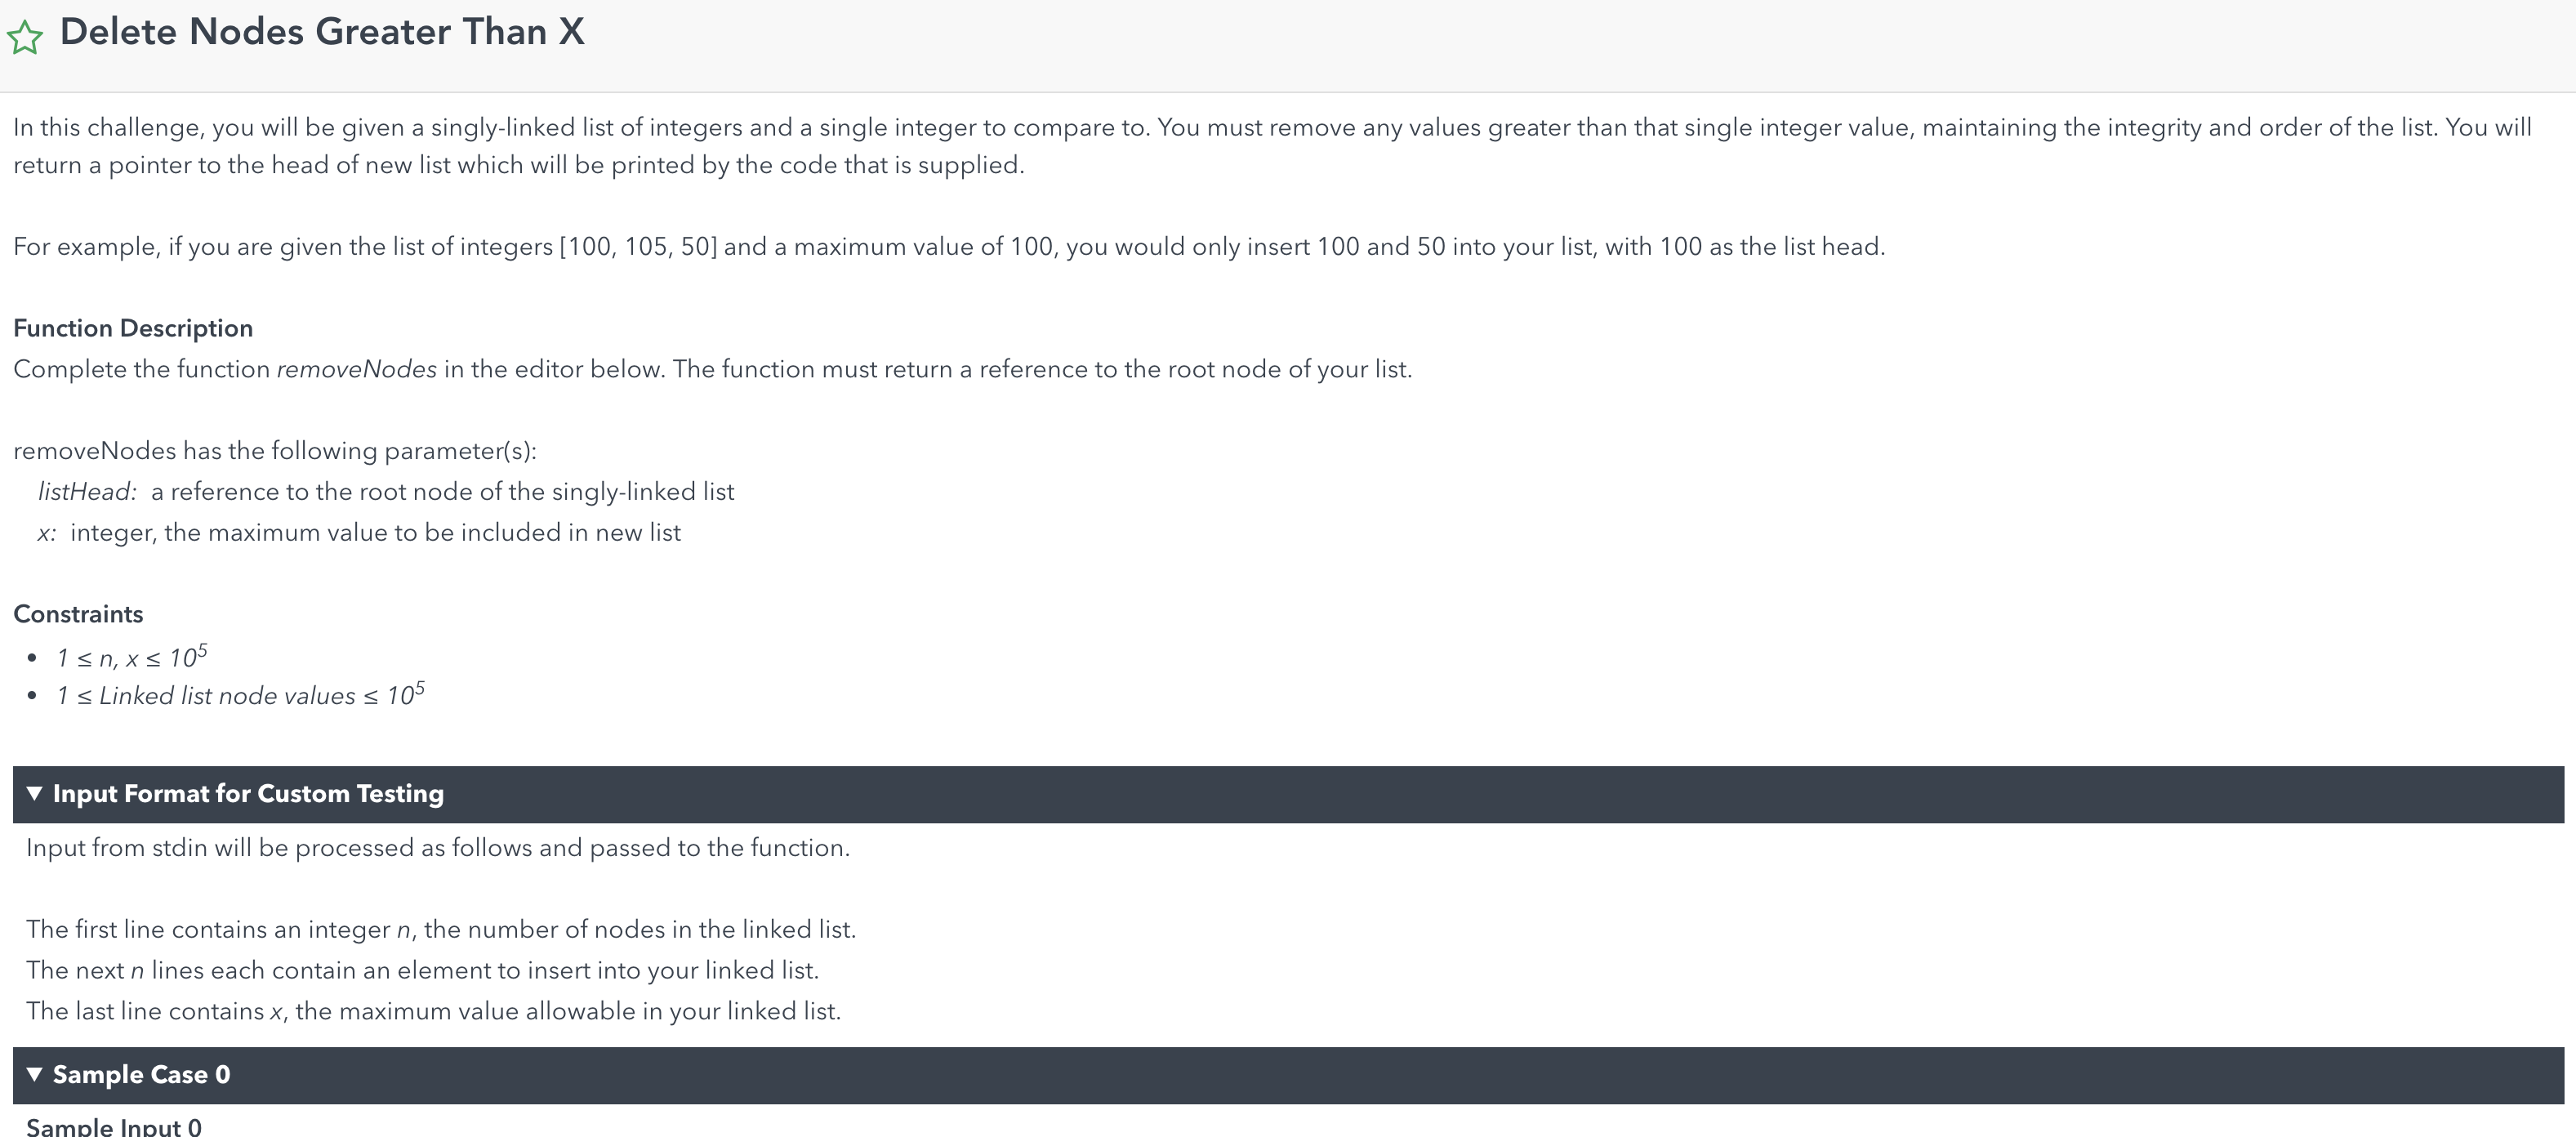 Delete Nodes Greater Than X
In this challenge, you will be given a singly-linked list of integers and a single integer to compare to. You must remove any values greater than that single integer value, maintaining the integrity and order of the list. You will
return a pointer to the head of new list which will be printed by the code that is supplied.
For example, if you are given the list of integers [100, 105, 50] and a maximum value of 100, you would only insert 100 and 50 into your list, with 100 as the list head.
Function Description
Complete the function removeNodes in the editor below. The function must return a reference to the root node of your list.
removeNodes has the following parameter(s):
listHead: a reference to the root node of the singly-linked list
x: integer, the maximum value to be included in new list
Constraints
• 1 ≤ n, x ≤ 10⁵
• 1 ≤ Linked list node values ≤ 10⁵
▼ Input Format for Custom Testing
Input from stdin will be processed as follows and passed to the function.
The first line contains an integer n, the number of nodes in the linked list.
The next n lines each contain an element to insert into your linked list.
The last line contains x, the maximum value allowable in your linked list.
▼ Sample Case 0
Sample Input 0